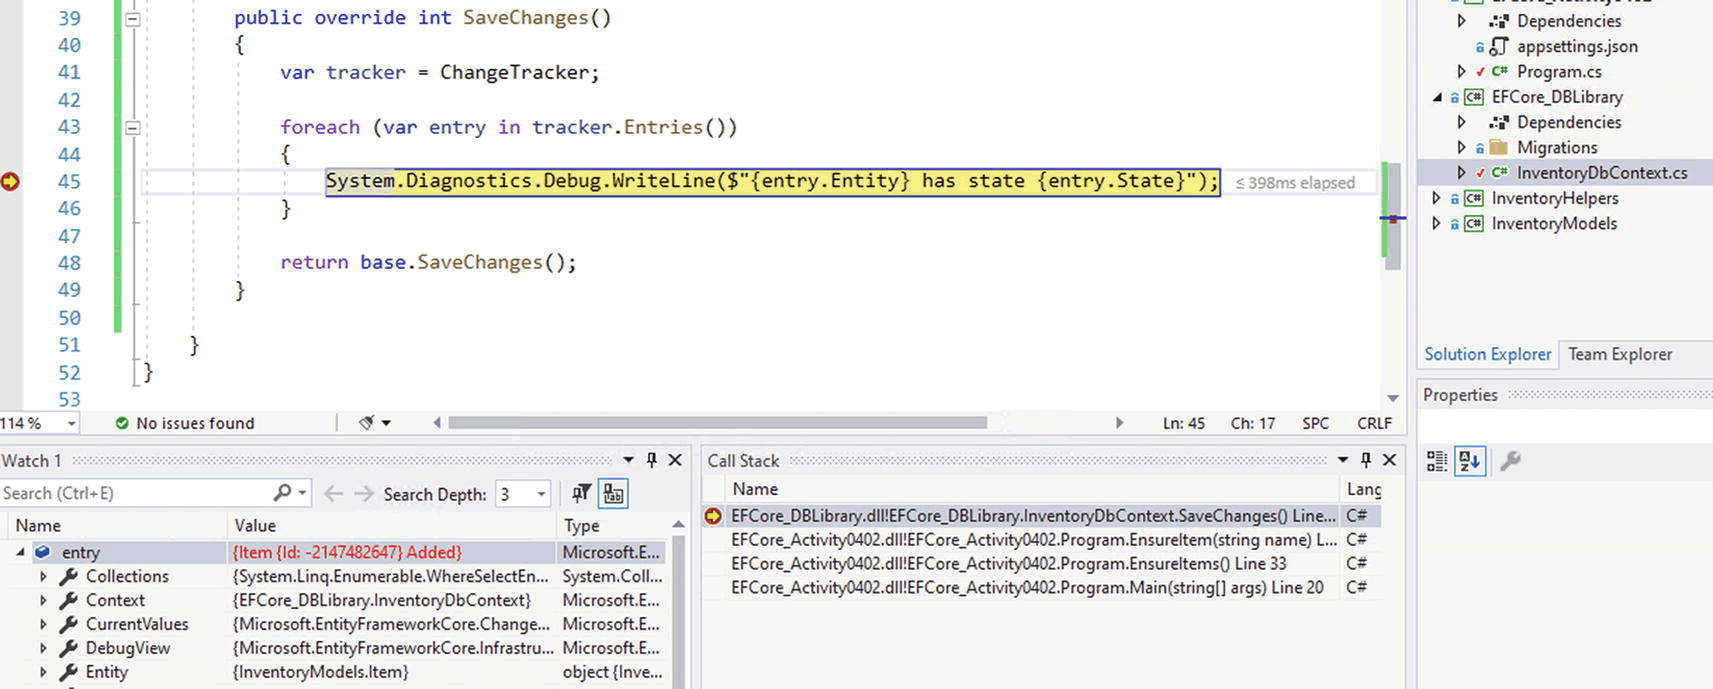 39 public override int SaveChanges()
40 {
41 var tracker = ChangeTracker;
42
43 foreach (var entry in tracker.Entries())
44 {
45 System.Diagnostics.Debug.WriteLine($"{entry.Entity} has state {entry.State}"); ≤ 398ms elapsed
46 }
47
48 return base.SaveChanges();
49 }
50
51 }
52 }
53
114 % No issues found Ln: 45 Ch: 17 SPC CRLF
Dependencies
appsettings.json
C# Program.cs
C# EFCore_DBLibrary
Dependencies
Migrations
C# InventoryDbContext.cs
C# InventoryHelpers
C# InventoryModels
Solution Explorer Team Explorer
Properties
Watch 1
Search (Ctrl+E) Search Depth: 3
Name Value Type
entry {Item {Id: -2147482647} Added} Microsoft.E...
Collections {System.Linq.Enumerable.WhereSelectEn... System.Coll...
Context {EFCore_DBLibrary.InventoryDbContext} Microsoft.E...
CurrentValues {Microsoft.EntityFrameworkCore.Change... Microsoft.E...
DebugView {Microsoft.EntityFrameworkCore.Infrastru... Microsoft.E...
Entity {InventoryModels.Item} object {Inve...
Call Stack
Name Lang
EFCore_DBLibrary.dll!EFCore_DBLibrary.InventoryDbContext.SaveChanges() Line... C#
EFCore_Activity0402.dll!EFCore_Activity0402.Program.EnsureItem(string name) L... C#
EFCore_Activity0402.dll!EFCore_Activity0402.Program.EnsureItems() Line 33 C#
EFCore_Activity0402.dll!EFCore_Activity0402.Program.Main(string[] args) Line 20 C#